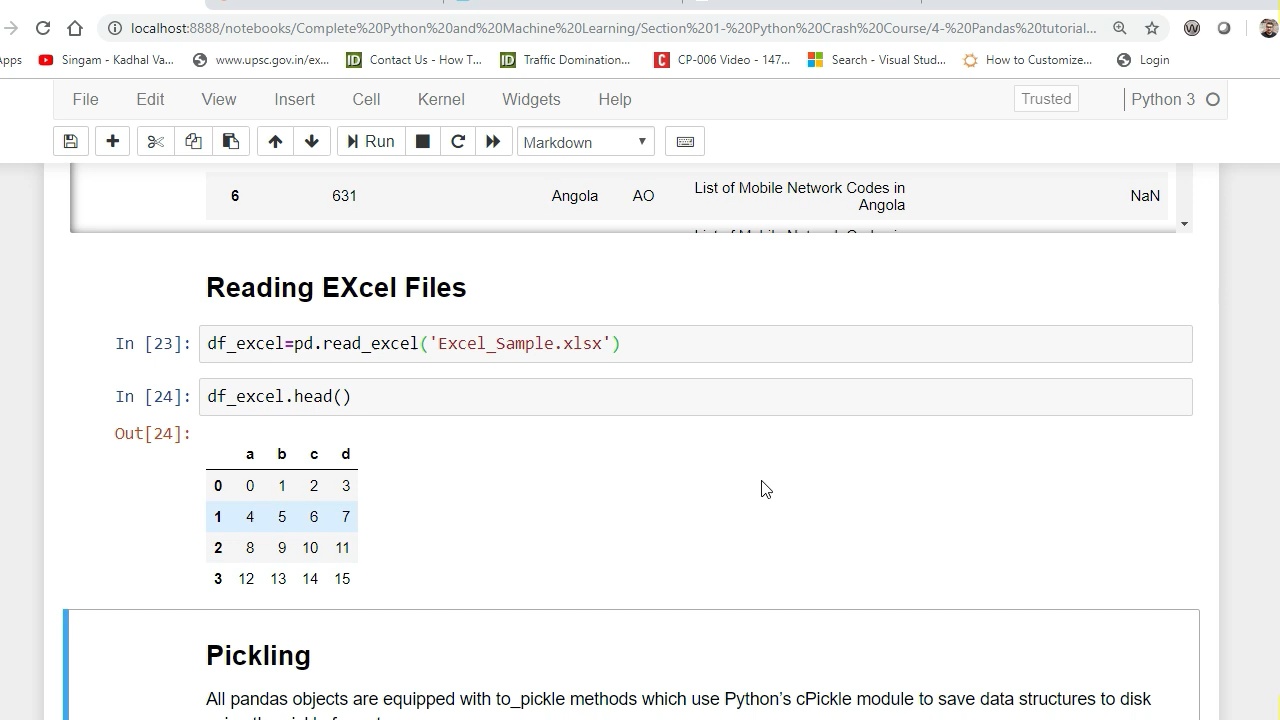 localhost:8888/notebooks/Complete%20Python%20and%20Machine%20Learning/Section%201-%20Python%20Crash%20Course/4-%20Pandas%20tutorial...
Apps Singam - Kadhal Va... www.upsc.gov.in/ex... Contact Us - How T... Traffic Domination... CP-006 Video - 147... Search - Visual Stud... How to Customize... Login
File Edit View Insert Cell Kernel Widgets Help Trusted Python 3
Run Markdown
6 631 Angola AO List of Mobile Network Codes in NaN
Angola
Reading EXcel Files
In [23]: df_excel=pd.read_excel('Excel_Sample.xlsx')
In [24]: df_excel.head()
Out[24]:
a b c d
0 0 1 2 3
1 4 5 6 7
2 8 9 10 11
3 12 13 14 15
Pickling
All pandas objects are equipped with to_pickle methods which use Python’s cPickle module to save data structures to disk